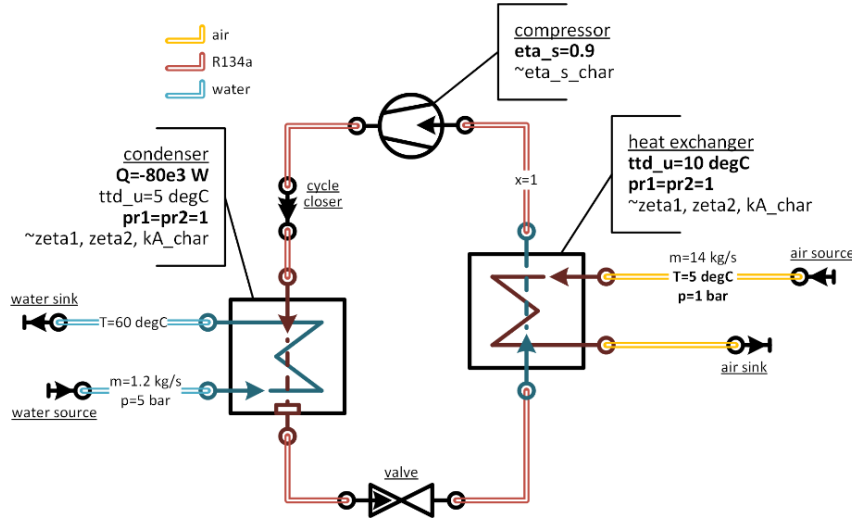 air
R134a
water
compressor
eta_s=0.9
~eta_s_char
condenser
Q=-80e3 W
ttd_u=5 degC
pr1=pr2=1
~zeta1, zeta2, kA_char
cycle
closer
x=1
heat exchanger
ttd_u=10 degC
pr1=pr2=1
~zeta1, zeta2, kA_char
m=14 kg/s
T=5 degC
p=1 bar
air source
air sink
water sink
T=60 degC
m=1.2 kg/s
p=5 bar
water source
valve